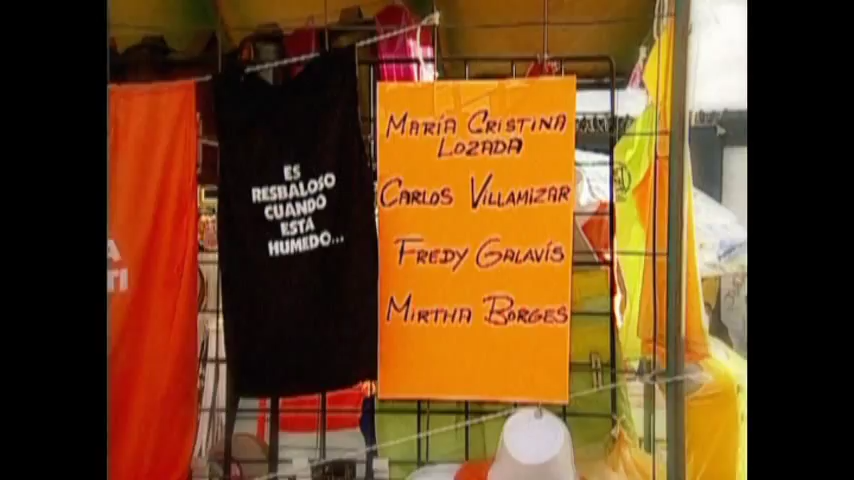 ES
RESBALOSO
CUANDO
ESTA
HUMEDO...
MARÍA CRISTINA
LOZADA
CARLOS VILLAMIZAR
FREDY GALAVÍS
MIRTHA BORGES